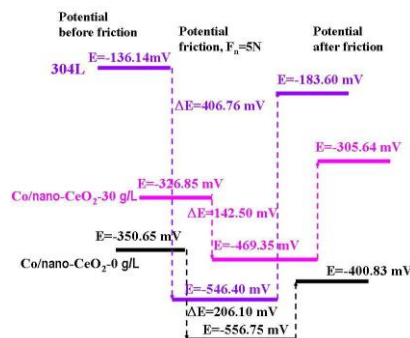 Potential
before friction
Potential
friction, Fn=5N
Potential
after friction
E=-136.14mV
304L
E=-183.60 mV
ΔE=406.76 mV
E=-305.64 mV
E=-326.85 mV
Co/nano-CeO2-30 g/L
ΔE=142.50 mV
E=-350.65 mV
E=-469.35 mV
Co/nano-CeO2-0 g/L
E=-400.83 mV
E=-546.40 mV
ΔE=206.10 mV
E=-556.75 mV